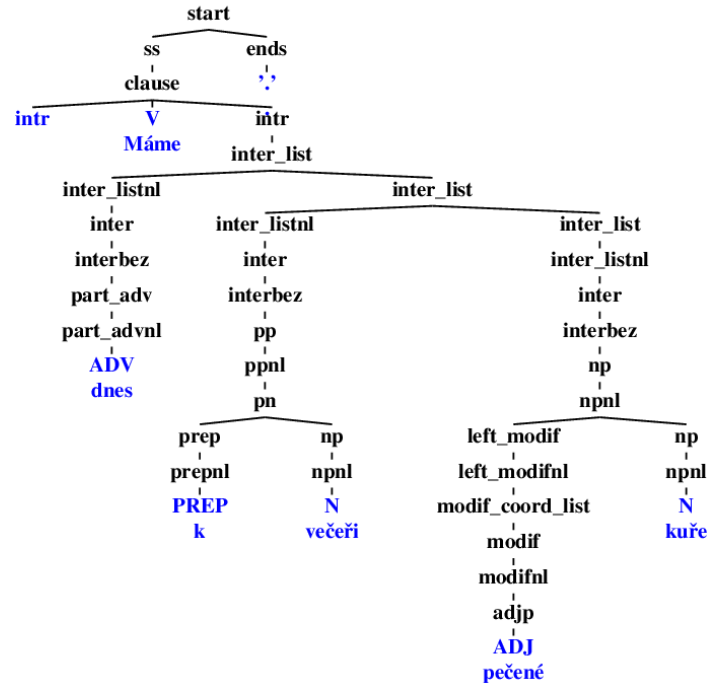 start
ss ends
clause '.'
intr V intr
Máme .
inter_list
inter_listnl inter_list
inter inter_listnl inter_list
interbez inter inter_listnl
part_adv interbez inter
part_advnl pp interbez
ADV ppnl np
dnes pn npnl
prep np left_modif np
prepnl npnl left_modifnl npnl
PREP N modif_coord_list N
k večeři modif kuře
modifnl
adjp
ADJ
pečené